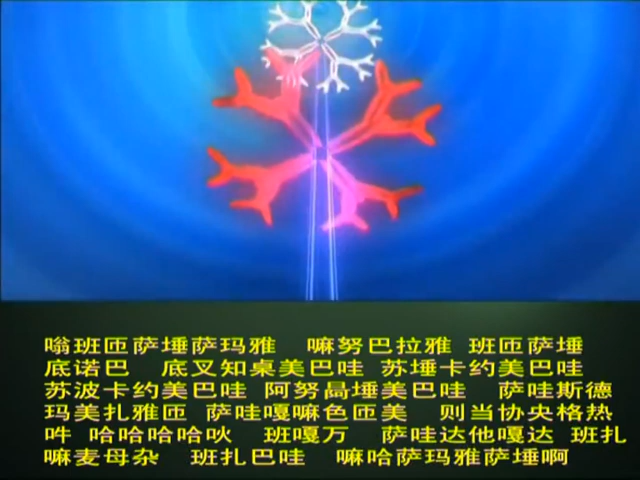 嗡班匝萨埵萨玛雅　嘛努巴拉雅 班匝萨埵
底诺巴　底叉知桌美巴哇 苏埵卡约美巴哇
苏波卡约美巴哇 阿努晑埵美巴哇　萨哇斯德
玛美扎雅匝 萨哇嘎嘛色匝美　则当协央格热
吽 哈哈哈哈吙　班嘎万　萨哇达他嘎达 班扎
嘛麦母杂　班扎巴哇　嘛哈萨玛雅萨埵啊